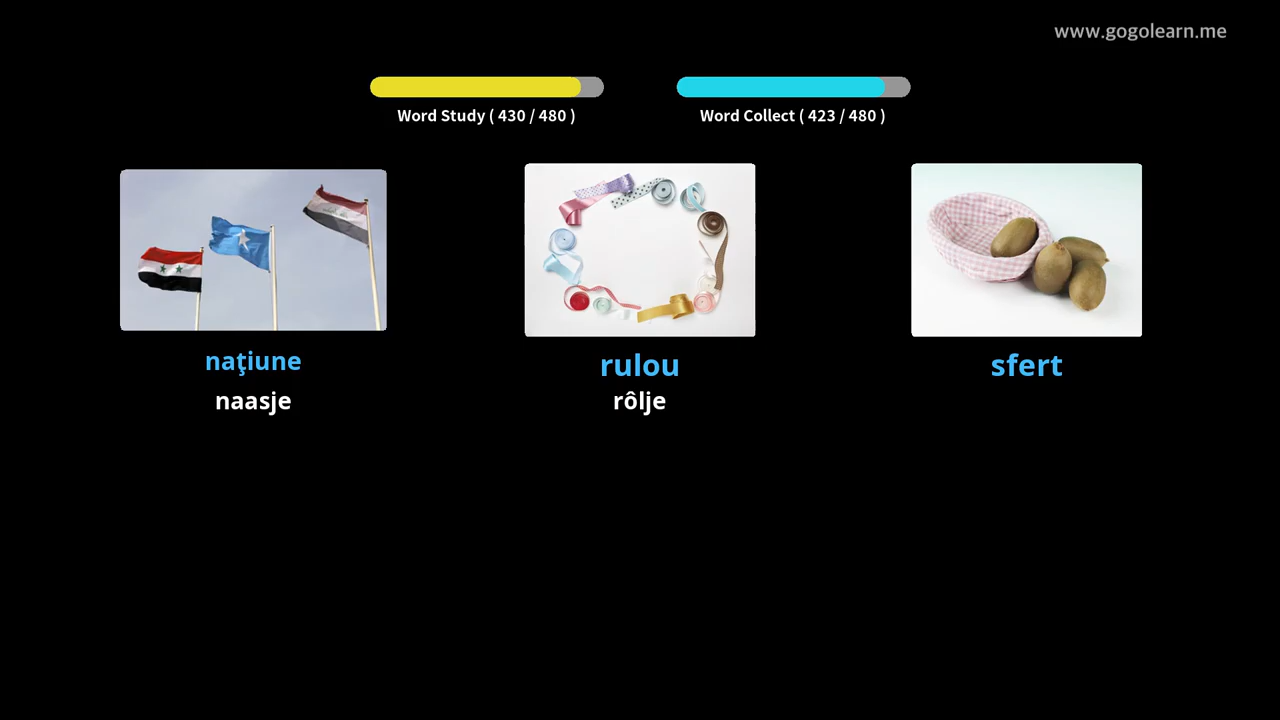 www.gogolearn.me
Word Study ( 430 / 480 )
Word Collect ( 423 / 480 )
naţiune
naasje
rulou
rôlje
sfert